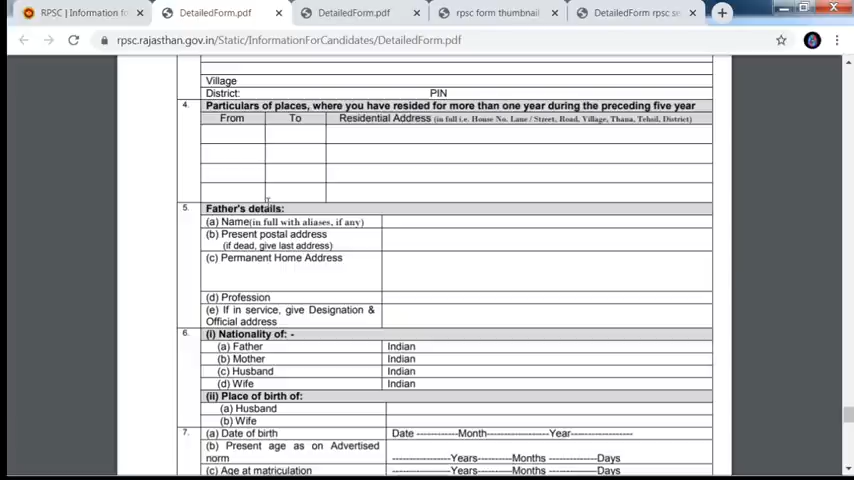 RPSC | Information fo
DetailedForm.pdf
DetailedForm.pdf
rpsc form thumbnail
DetailedForm rpsc se
rpsc.rajasthan.gov.in/Static/InformationForCandidates/DetailedForm.pdf
Village
District: PIN
4. Particulars of places, where you have resided for more than one year during the preceding five year
From To Residential Address (in full i.e. House No. Lane / Street, Road, Village, Thana, Tehsil, District)
5. Father's details:
(a) Name(in full with aliases, if any)
(b) Present postal address
(if dead, give last address)
(c) Permanent Home Address
(d) Profession
(e) If in service, give Designation &
Official address
6. (i) Nationality of: -
(a) Father Indian
(b) Mother Indian
(c) Husband Indian
(d) Wife Indian
(ii) Place of birth of:
(a) Husband
(b) Wife
7. (a) Date of birth Date ------------Month------------------Year------------------
(b) Present age as on Advertised
norm ------------------Years-----------Months --------------Days
(c) Age at matriculation ------------------Years-----------Months --------------Days